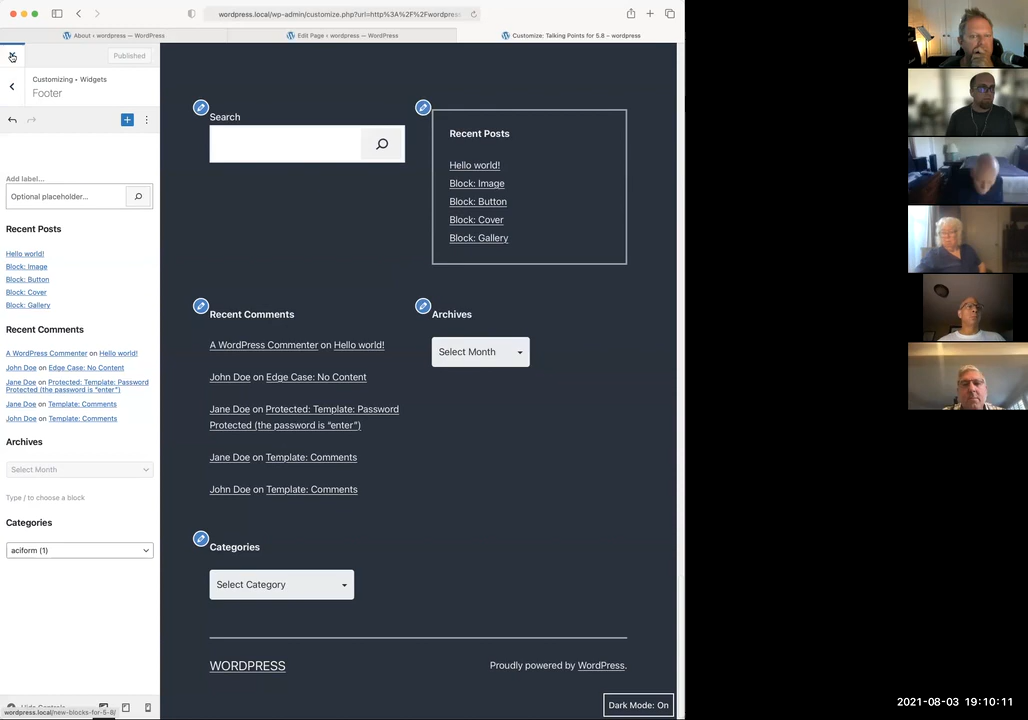 wordpress.local/wp-admin/customize.php?url=http%3A%2F%2Fwordpress
About ‹ wordpress — WordPress
Edit Page ‹ wordpress — WordPress
Customize: Talking Points for 5.8 – wordpress
Published
Customizing • Widgets
Footer
Add label...
Optional placeholder...
Recent Posts
Hello world!
Block: Image
Block: Button
Block: Cover
Block: Gallery
Recent Comments
A WordPress Commenter on Hello world!
John Doe on Edge Case: No Content
Jane Doe on Protected: Template: Password
Protected (the password is “enter”)
Jane Doe on Template: Comments
John Doe on Template: Comments
Archives
Select Month
Type / to choose a block
Categories
aciform (1)
Hide Controls
wordpress.local/new-blocks-for-5-8/
Search
Recent Posts
Hello world!
Block: Image
Block: Button
Block: Cover
Block: Gallery
Recent Comments
A WordPress Commenter on Hello world!
John Doe on Edge Case: No Content
Jane Doe on Protected: Template: Password
Protected (the password is “enter”)
Jane Doe on Template: Comments
John Doe on Template: Comments
Archives
Select Month
Categories
Select Category
WORDPRESS
Proudly powered by WordPress.
Dark Mode: On
2021-08-03 19:10:11